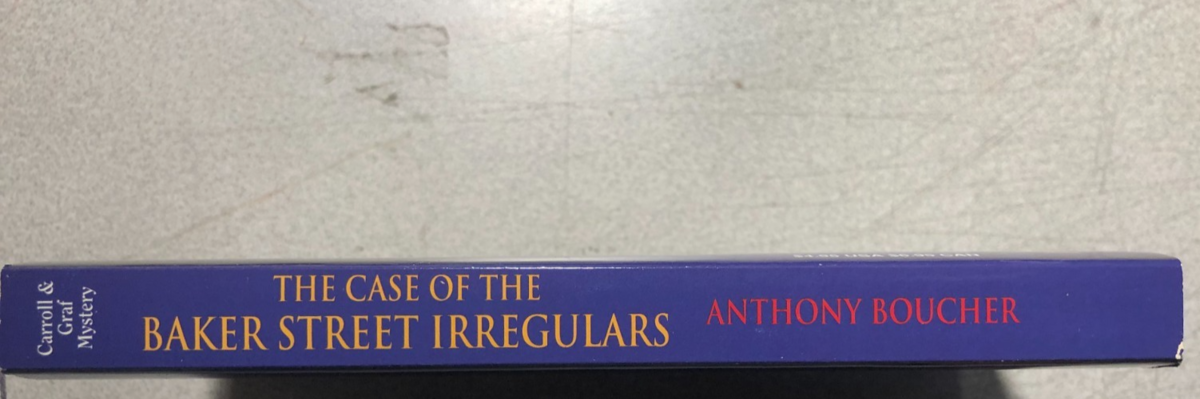 Carroll &
Graf
Mystery
THE CASE OF THE
BAKER STREET IRREGULARS
ANTHONY BOUCHER